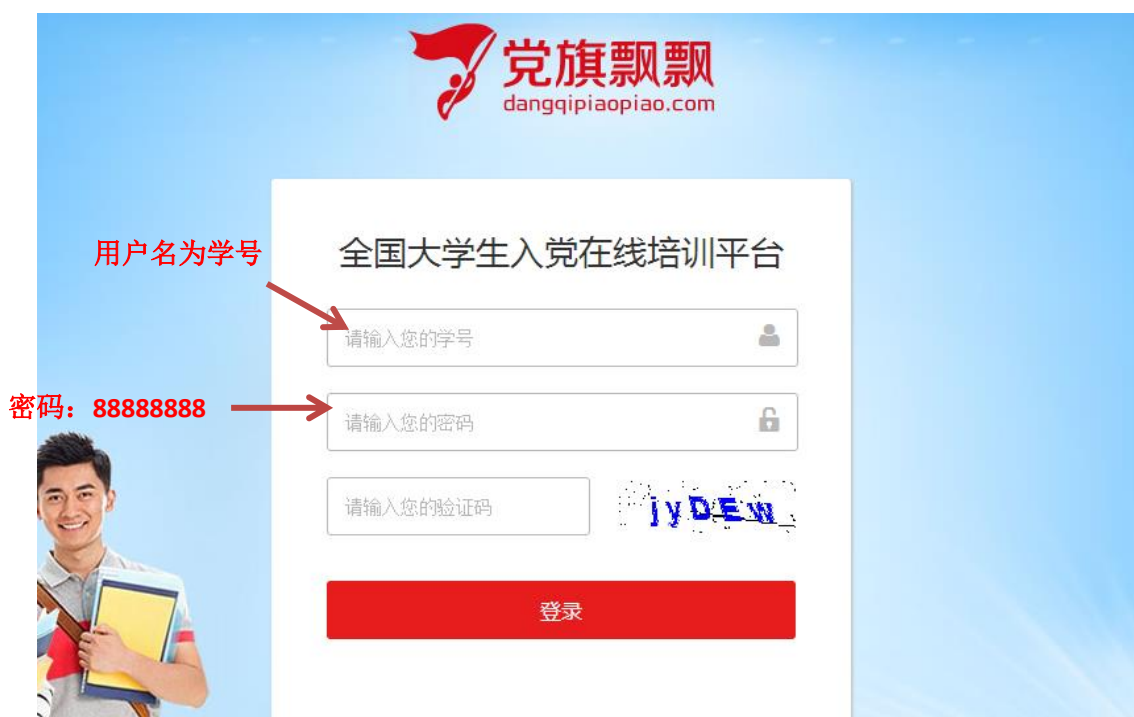 党旗飘飘
dangqipiaopiao.com
用户名为学号
全国大学生入党在线培训平台
请输入您的学号
密码：88888888
请输入您的密码
请输入您的验证码
jyDEW
登录